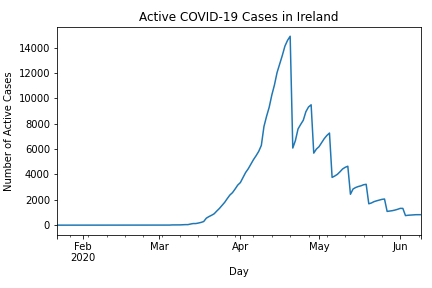 Active COVID-19 Cases in Ireland
Number of Active Cases
14000
12000
10000
8000
6000
4000
2000
0
Feb
2020
Mar
Apr
May
Jun
Day